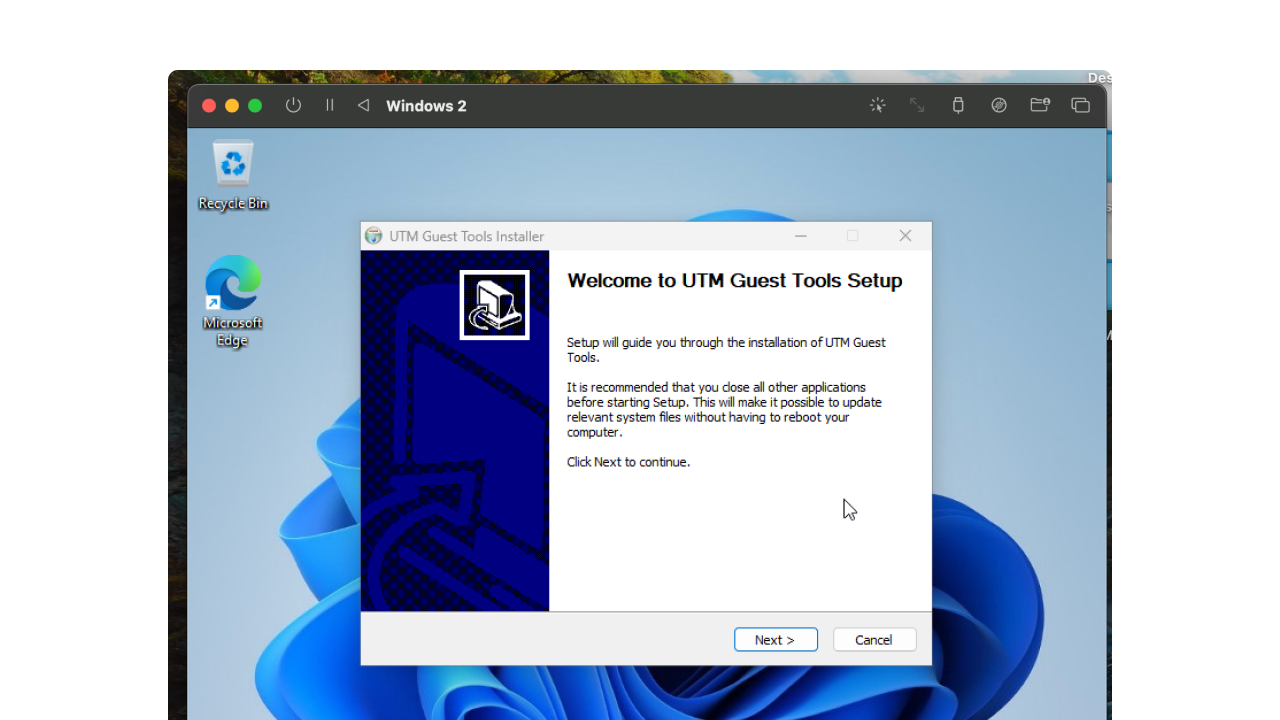 Des
Windows 2
Recycle Bin
Microsoft
Edge
UTM Guest Tools Installer
Welcome to UTM Guest Tools Setup
Setup will guide you through the installation of UTM Guest
Tools.
It is recommended that you close all other applications
before starting Setup. This will make it possible to update
relevant system files without having to reboot your
computer.
Click Next to continue.
Next >
Cancel